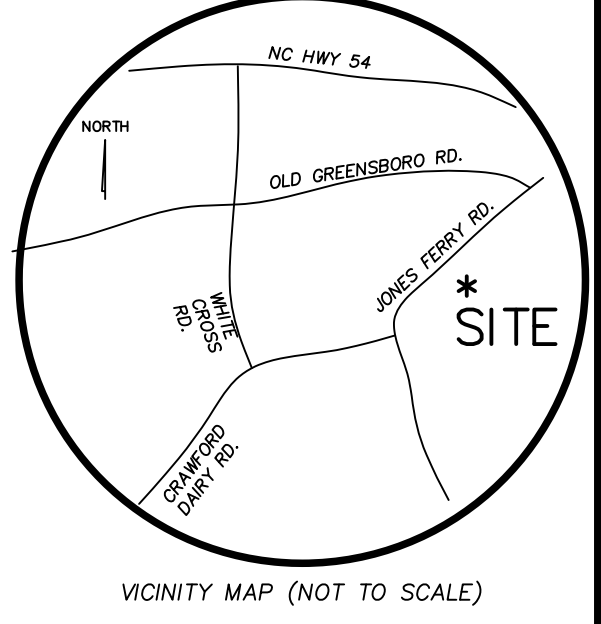 NC HWY 54
NORTH
OLD GREENSBORO RD.
JONES FERRY RD.
*
SITE
WHITE
CROSS
RD.
CRAWFORD
DAIRY RD.
VICINITY MAP (NOT TO SCALE)